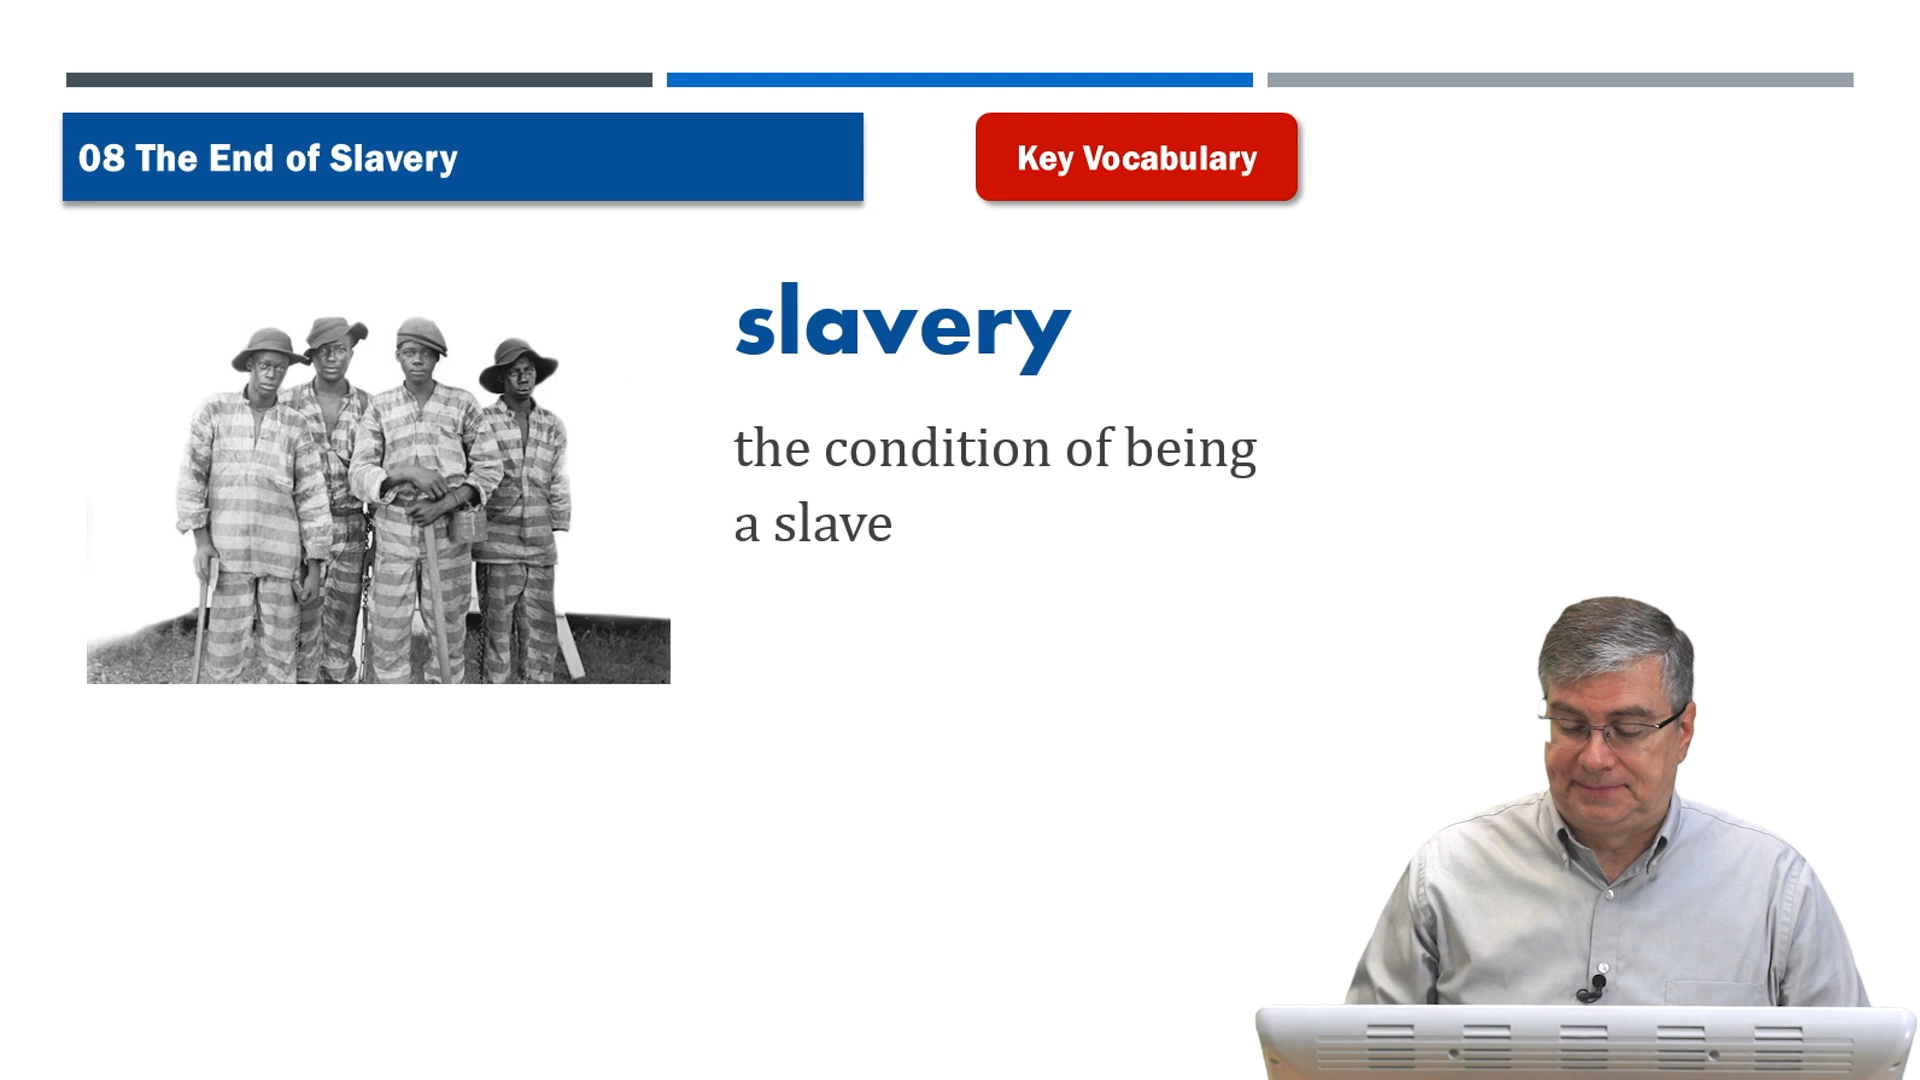 08 The End of Slavery
Key Vocabulary
slavery
the condition of being
a slave